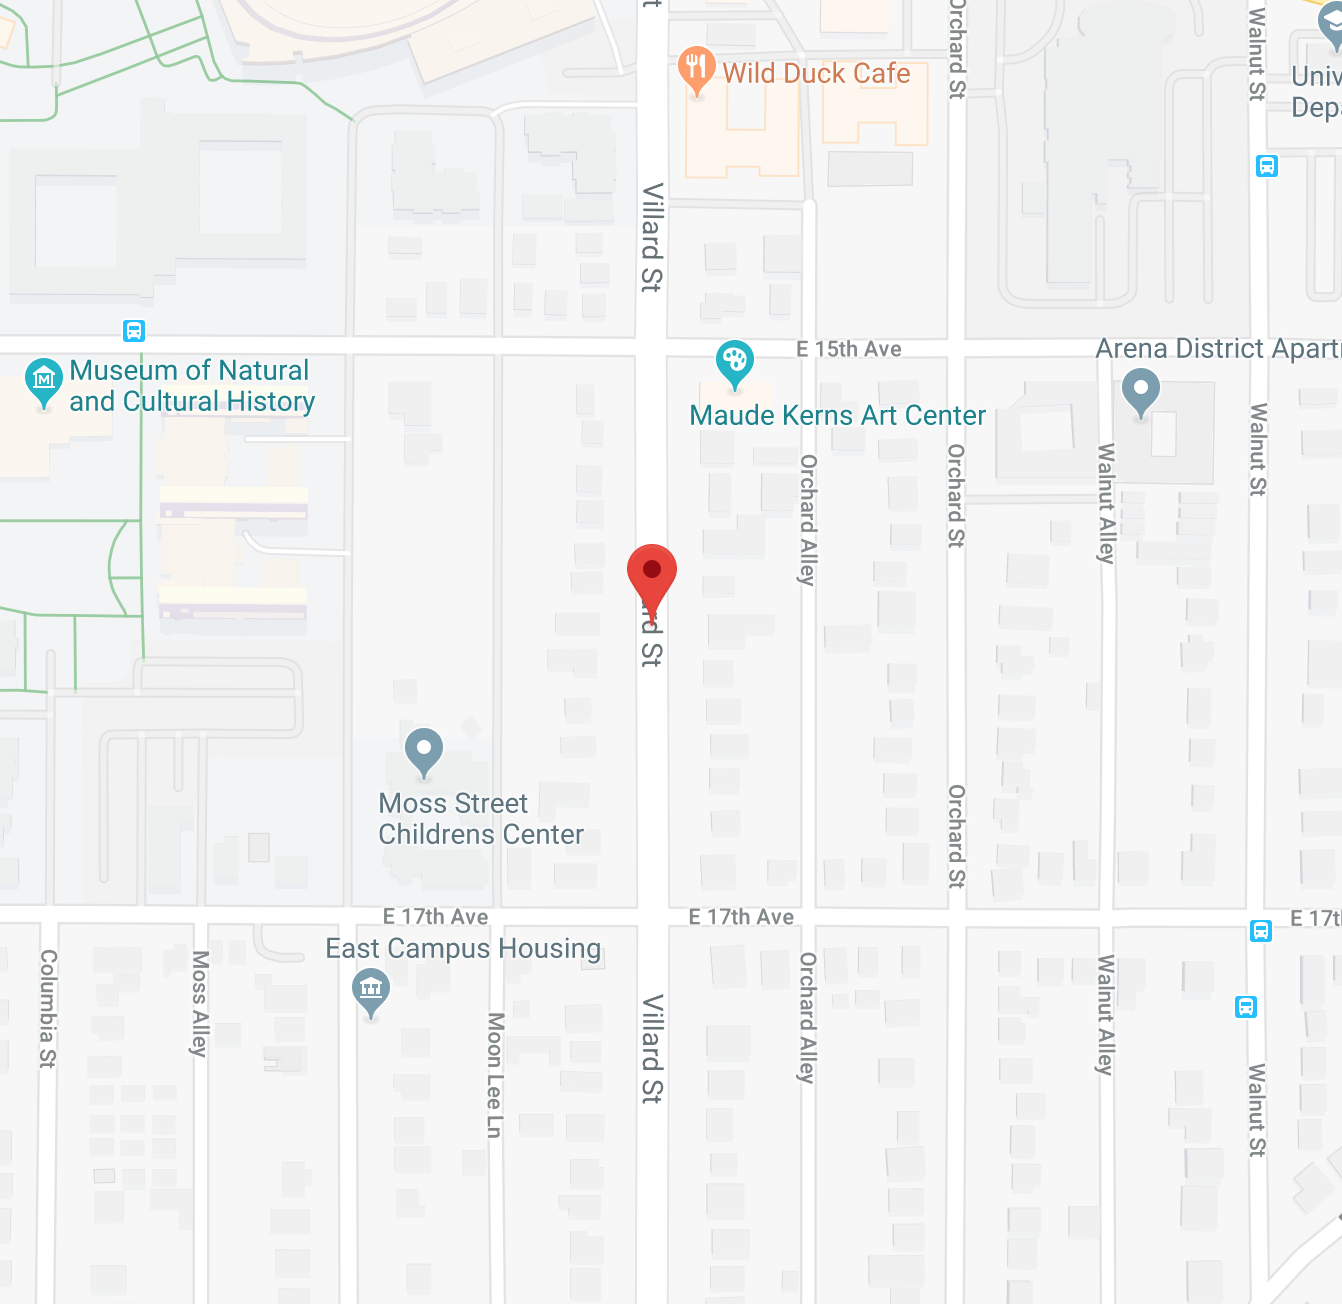 Orchard St
Walnut St
Wild Duck Cafe
Univ
Depa
Villard St
E 15th Ave
Arena District Apartn
Museum of Natural
and Cultural History
Maude Kerns Art Center
Walnut St
Orchard St
Walnut Alley
Orchard Alley
ard St
Moss Street
Childrens Center
Orchard St
E 17th Ave
E 17th Ave
E 17th
East Campus Housing
Columbia St
Moss Alley
Orchard Alley
Walnut Alley
Moon Lee Ln
Villard St
Walnut St